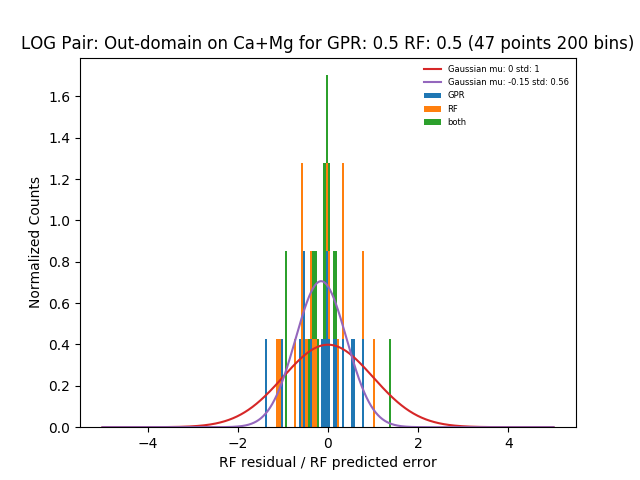 LOG Pair: Out-domain on Ca+Mg for GPR: 0.5 RF: 0.5 (47 points 200 bins)
Gaussian mu: 0 std: 1
Gaussian mu: -0.15 std: 0.56
GPR
RF
both
1.6
1.4
1.2
1.0
0.8
0.6
0.4
0.2
0.0
Normalized Counts
−4
−2
0
2
4
RF residual / RF predicted error